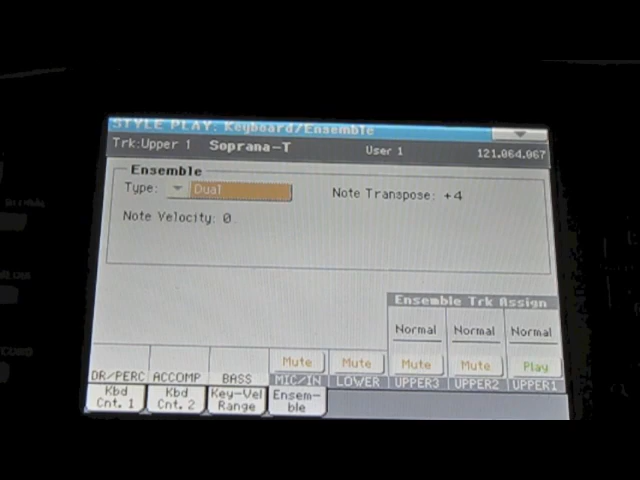 STYLE PLAY: Keyboard/Ensemble
Trk:Upper 1 Soprana-T User 1 121.064.067
Ensemble
Type: Dual Note Transpose: +4
Note Velocity: 0
Ensemble Trk Assign
Normal Normal Normal
Mute Mute Mute Mute Play
DR/PERC ACCOMP BASS MIC/IN LOWER UPPER3 UPPER2 UPPER1
Kbd Cnt. 1
Kbd Cnt. 2
Key-Vel Range
Ensem-ble